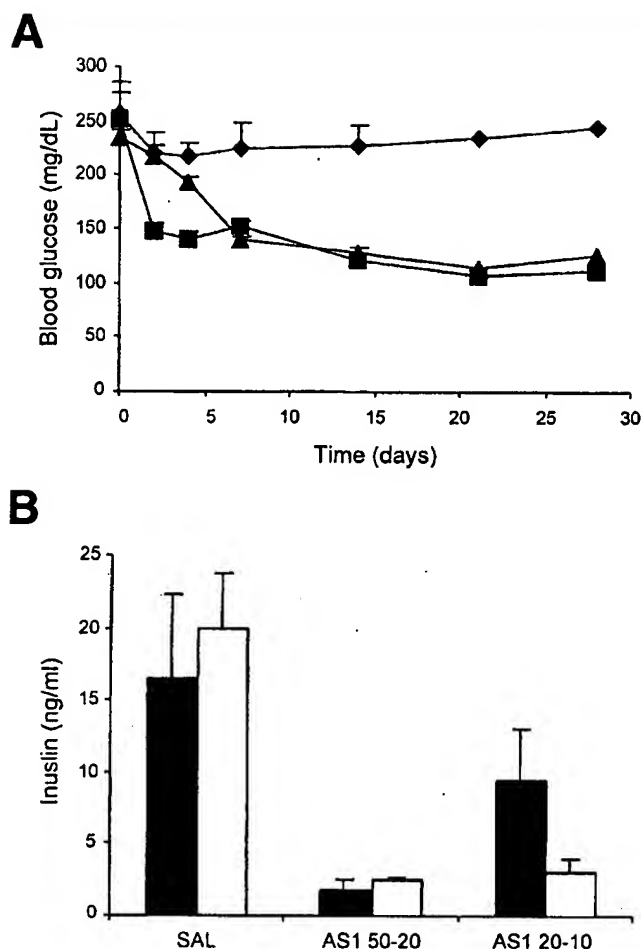 A
300
250
200
150
100
50
0
Blood glucose (mg/dL)
0 5 10 15 20 25 30
Time (days)
B
25
20
15
10
5
0
Inuslin (ng/ml)
SAL AS1 50-20 AS1 20-10